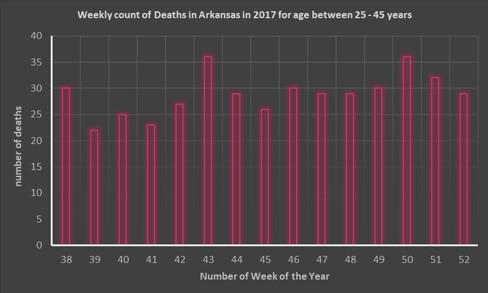 Weekly count of Deaths in Arkansas in 2017 for age between 25 - 45 years
number of deaths
40
35
30
25
20
15
10
5
0
38 39 40 41 42 43 44 45 46 47 48 49 50 51 52
Number of Week of the Year